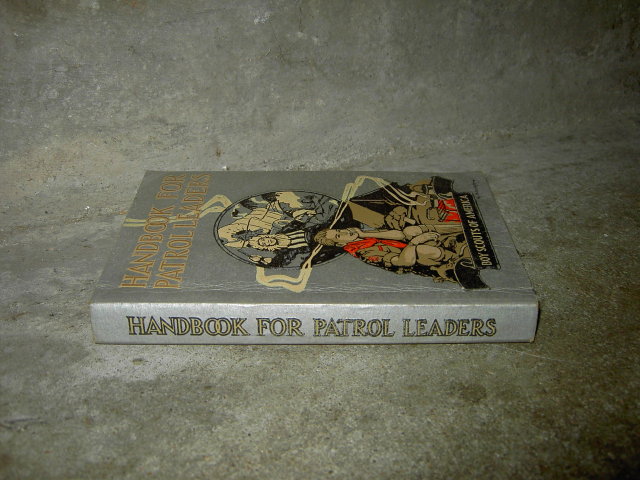 HANDBOOK FOR
PATROL LEADERS
BOY SCOUTS OF AMERICA
HANDBOOK FOR PATROL LEADERS